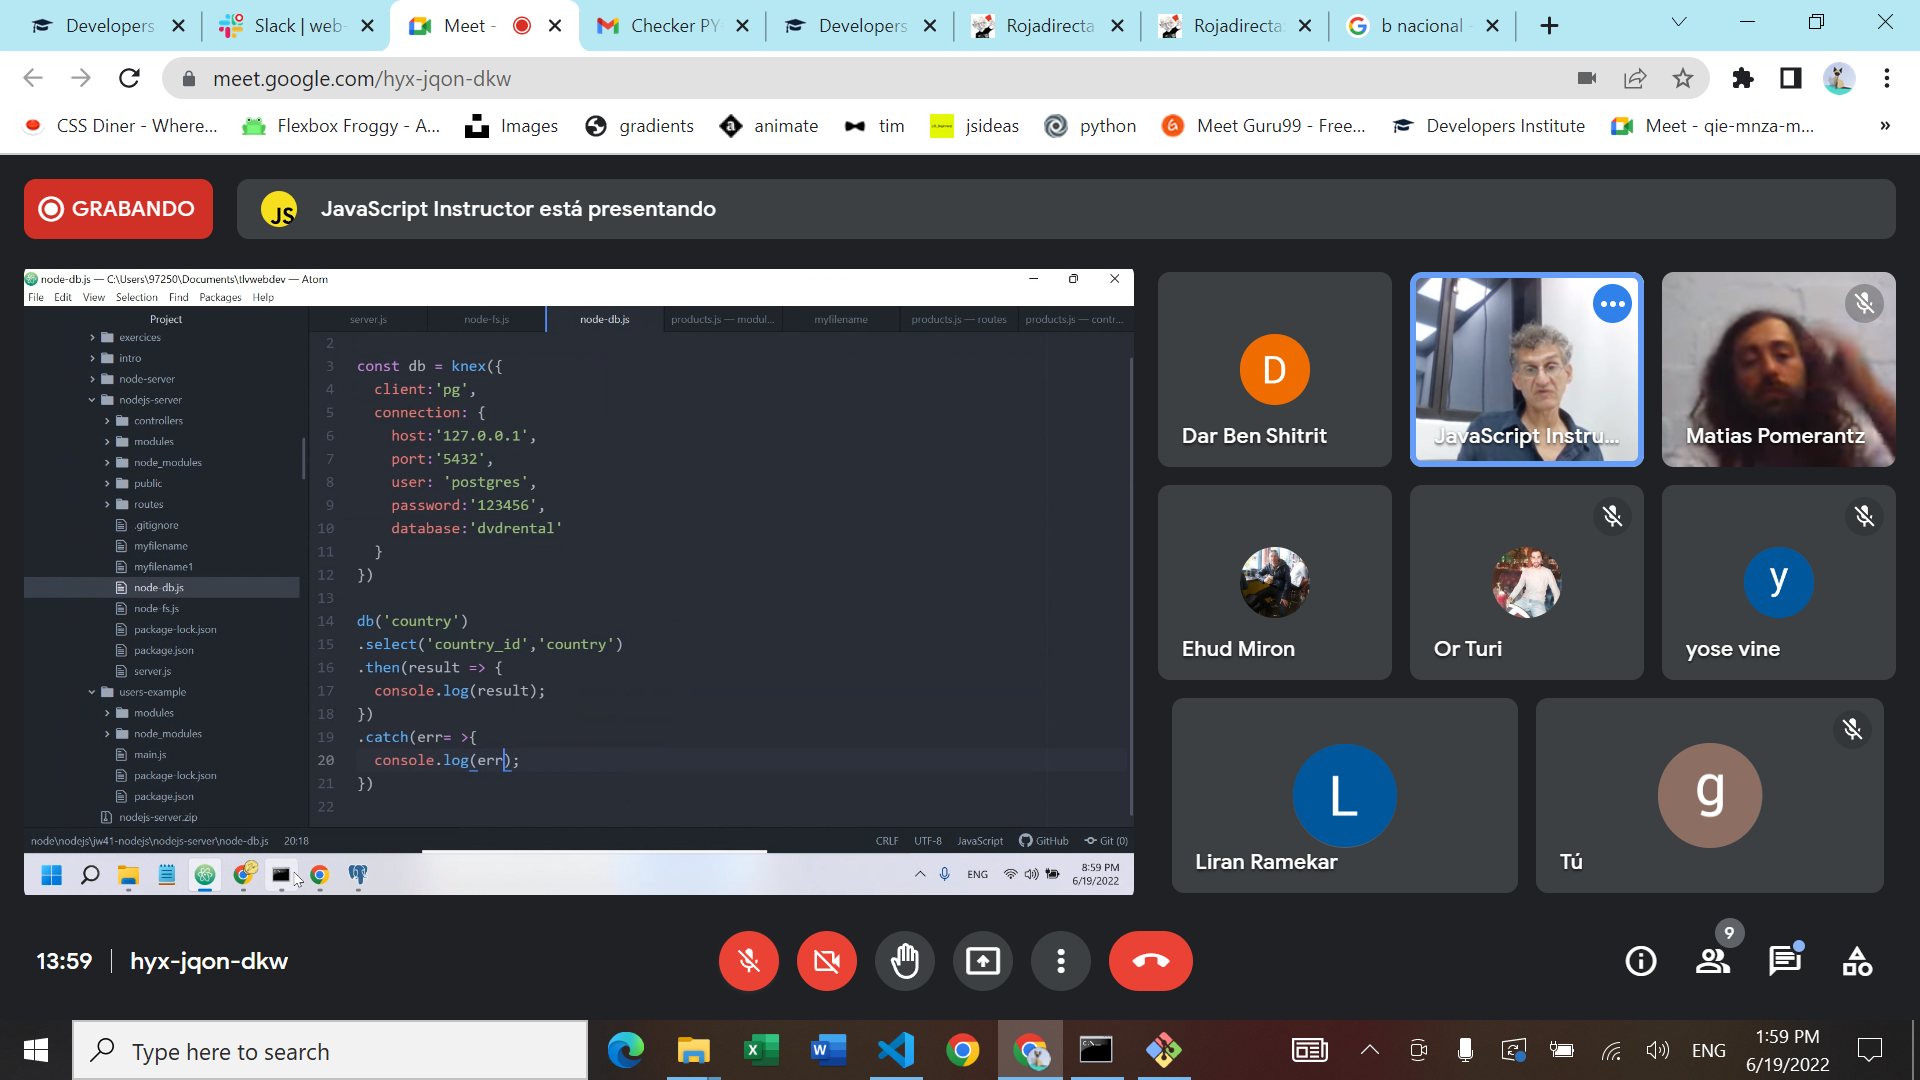 Developers
Slack | web-
Meet -
Checker PY-
Developers
Rojadirecta
Rojadirecta
b nacional -
meet.google.com/hyx-jqon-dkw
CSS Diner - Where...
Flexbox Froggy - A...
Images
gradients
animate
tim
jsideas
python
Meet Guru99 - Free...
Developers Institute
Meet - qie-mnza-m...
»
GRABANDO
JS
JavaScript Instructor está presentando
node-db.js — C:\Users\97250\Documents\tlvwebdev — Atom
File Edit View Selection Find Packages Help
Project
server.js
node-fs.js
node-db.js
products.js — modul...
myfilename
products.js — routes
products.js — contr...
exercices
intro
node-server
nodejs-server
controllers
modules
node_modules
public
routes
.gitignore
myfilename
myfilename1
node-db.js
node-fs.js
package-lock.json
package.json
server.js
users-example
modules
node_modules
main.js
package-lock.json
package.json
nodejs-server.zip
2
3 const db = knex({
4 client:'pg',
5 connection: {
6 host:'127.0.0.1',
7 port:'5432',
8 user: 'postgres',
9 password:'123456',
10 database:'dvdrental'
11 }
12 })
13
14 db('country')
15 .select('country_id','country')
16 .then(result => {
17 console.log(result);
18 })
19 .catch(err= >{
20 console.log(err);
21 })
22
node\nodejs\jw41-nodejs\nodejs-server\node-db.js 20:18
CRLF UTF-8 JavaScript GitHub Git (0)
ENG
8:59 PM
6/19/2022
D
Dar Ben Shitrit
JavaScript Instru...
Matias Pomerantz
Ehud Miron
Or Turi
y
yose vine
L
Liran Ramekar
g
Tú
13:59 | hyx-jqon-dkw
9
Type here to search
ENG
1:59 PM
6/19/2022